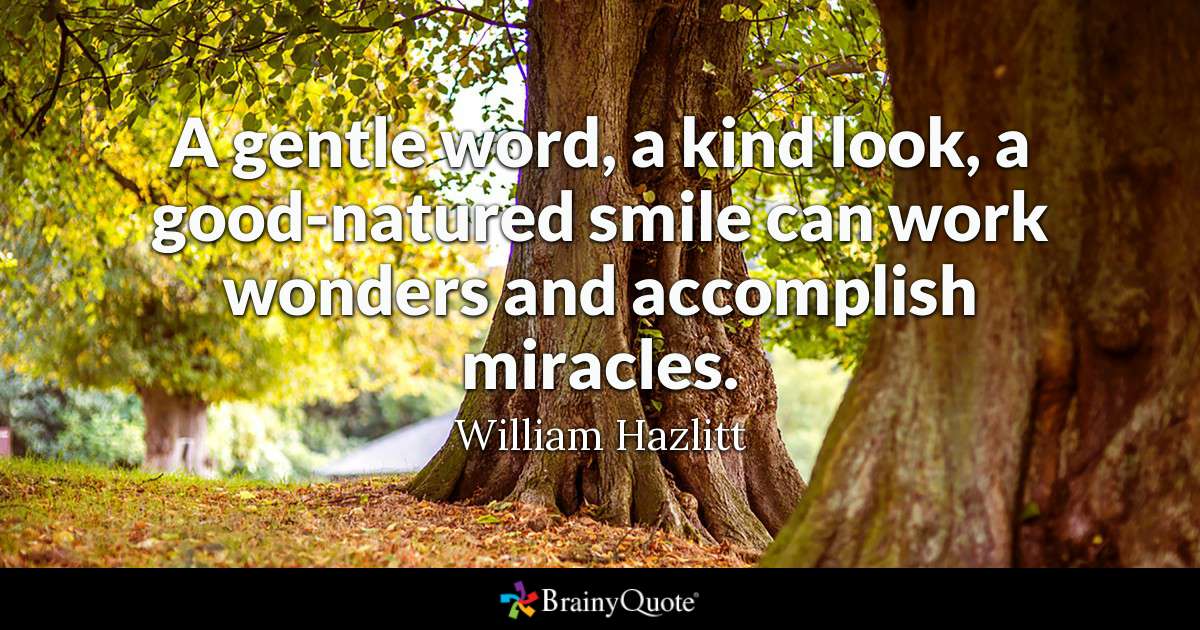 A gentle word, a kind look, a
good-natured smile can work
wonders and accomplish
miracles.
William Hazlitt
BrainyQuote®